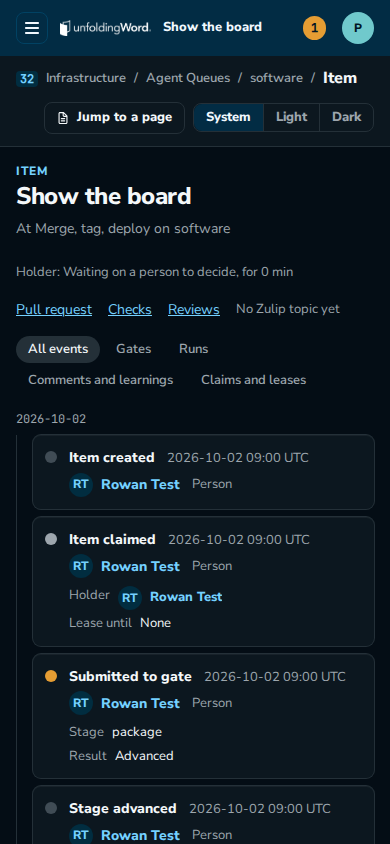 unfoldingWord. Show the board 1 P
32 Infrastructure / Agent Queues / software / Item
Jump to a page System Light Dark
ITEM
Show the board
At Merge, tag, deploy on software
Holder: Waiting on a person to decide, for 0 min
Pull request Checks Reviews No Zulip topic yet
All events Gates Runs
Comments and learnings Claims and leases
2026-10-02
Item created 2026-10-02 09:00 UTC
RT Rowan Test Person
Item claimed 2026-10-02 09:00 UTC
RT Rowan Test Person
Holder RT Rowan Test
Lease until None
Submitted to gate 2026-10-02 09:00 UTC
RT Rowan Test Person
Stage package
Result Advanced
Stage advanced 2026-10-02 09:00 UTC
RT Rowan Test Person